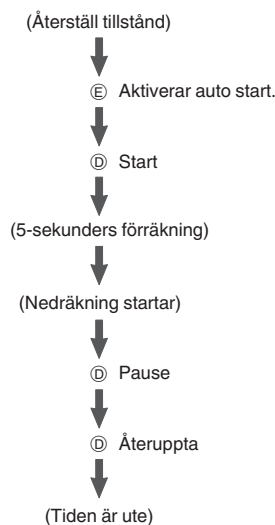 (Återställ tillstånd)
Ⓔ Aktiverar auto start.
Ⓓ Start
(5-sekunders förräkning)
(Nedräkning startar)
Ⓓ Pause
Ⓓ Återuppta
(Tiden är ute)